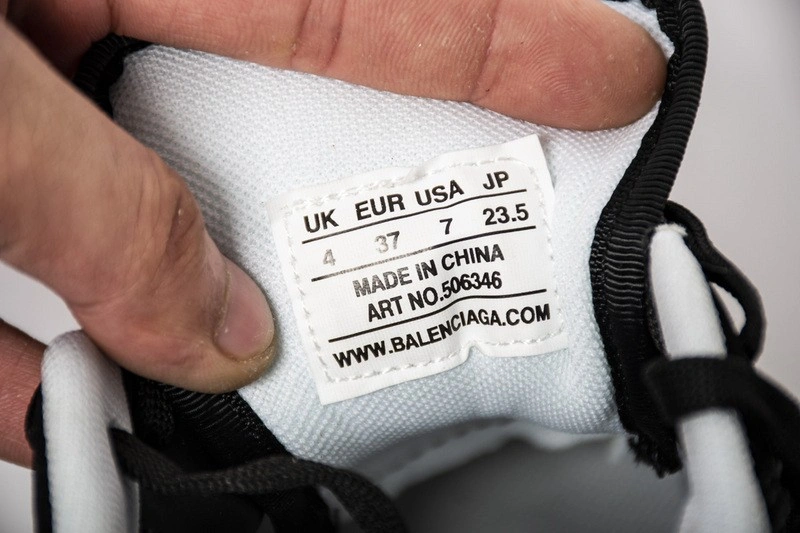 UK EUR USA JP
4 37 7 23.5
MADE IN CHINA
ART NO.506346
WWW.BALENCIAGA.COM